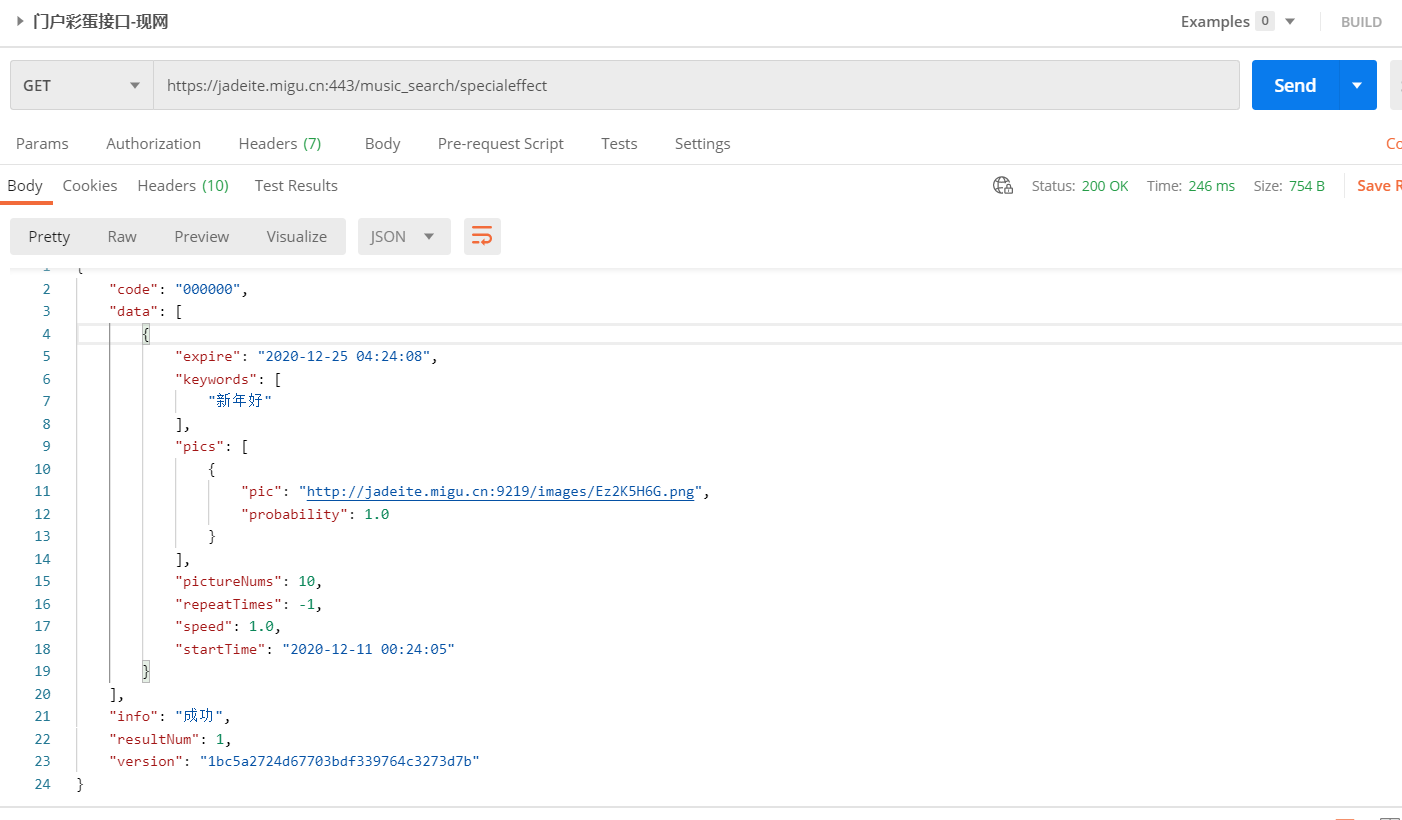 门户彩蛋接口-现网 Examples 0 BUILD
GET https://jadeite.migu.cn:443/music_search/specialeffect Send
Params Authorization Headers (7) Body Pre-request Script Tests Settings
Body Cookies Headers (10) Test Results Status: 200 OK Time: 246 ms Size: 754 B Save
Pretty Raw Preview Visualize JSON
1 {
2 "code": "000000",
3 "data": [
4 {
5 "expire": "2020-12-25 04:24:08",
6 "keywords": [
7 "新年好"
8 ],
9 "pics": [
10 {
11 "pic": "http://jadeite.migu.cn:9219/images/Ez2K5H6G.png",
12 "probability": 1.0
13 }
14 ],
15 "pictureNums": 10,
16 "repeatTimes": -1,
17 "speed": 1.0,
18 "startTime": "2020-12-11 00:24:05"
19 }
20 ],
21 "info": "成功",
22 "resultNum": 1,
23 "version": "1bc5a2724d67703bdf339764c3273d7b"
24 }